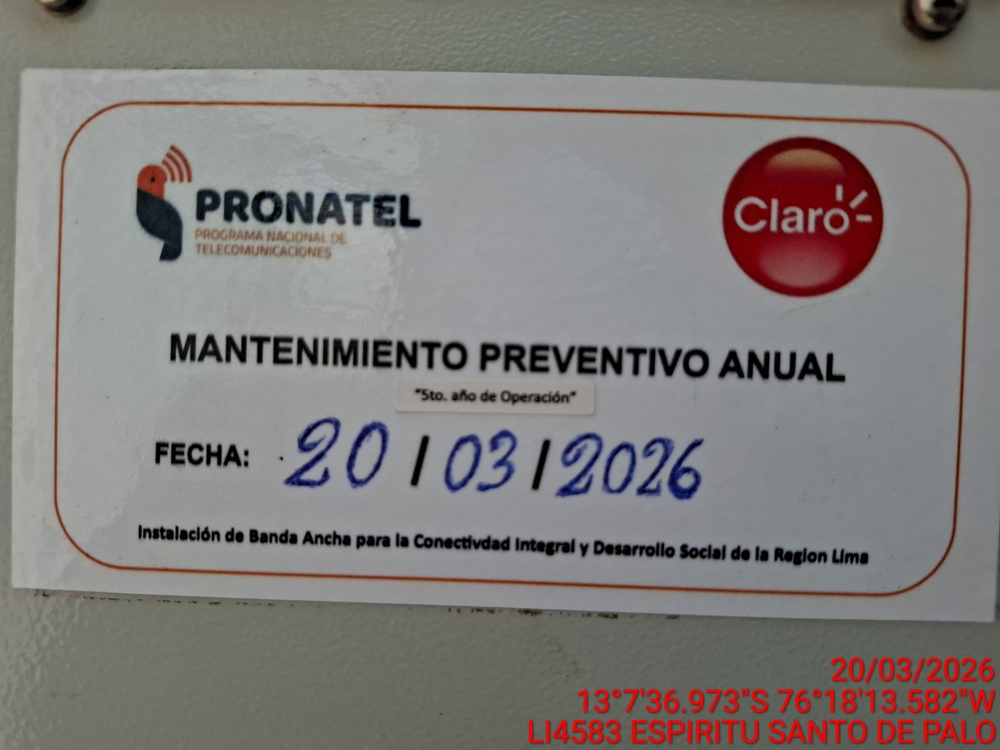 PRONATEL
PROGRAMA NACIONAL DE
TELECOMUNICACIONES
Claro
MANTENIMIENTO PREVENTIVO ANUAL
"5to. año de Operación"
FECHA: 20 / 03 / 2026
Instalación de Banda Ancha para la Conectivdad Integral y Desarrollo Social de la Region Lima
20/03/2026
13°7'36.973"S 76°18'13.582"W
LI4583 ESPIRITU SANTO DE PALO